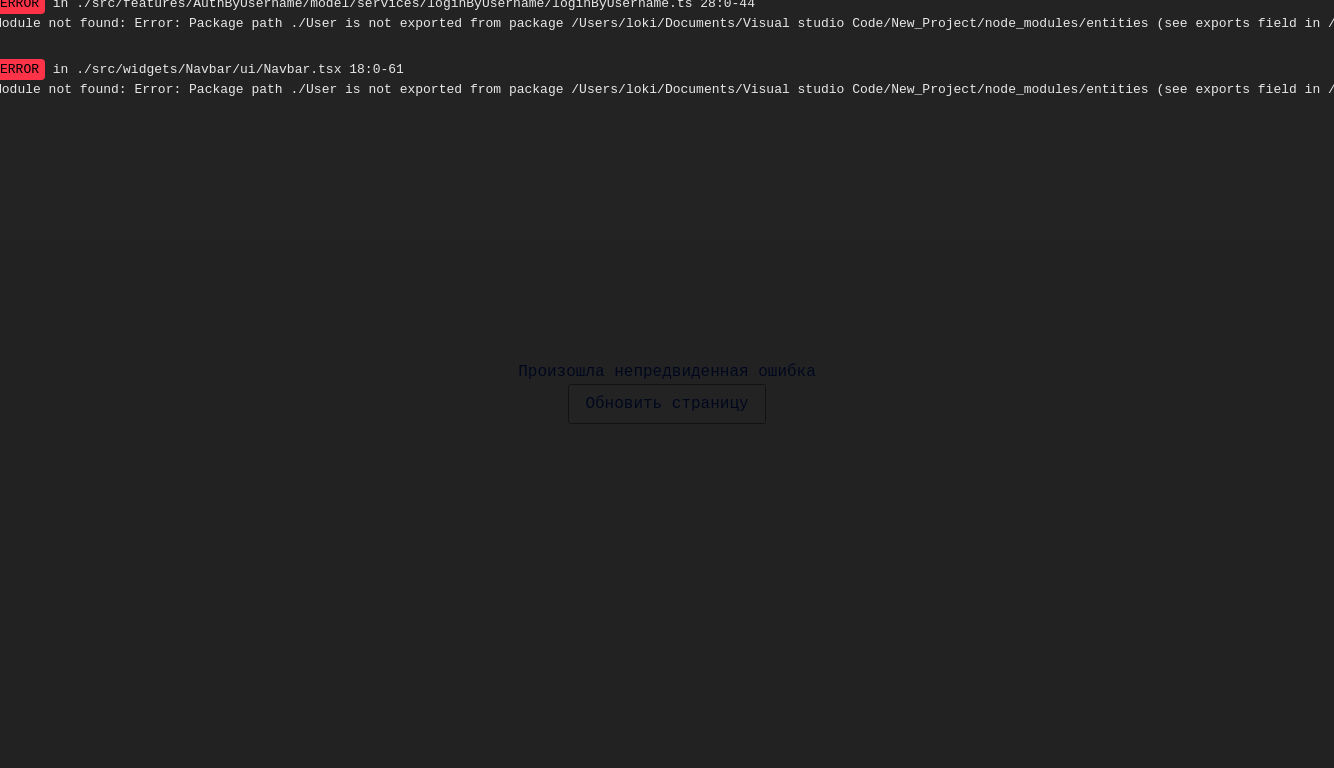 ERROR in ./src/features/AuthByUsername/model/services/loginByUsername/loginByUsername.ts 28:0-44
Module not found: Error: Package path ./User is not exported from package /Users/loki/Documents/Visual studio Code/New_Project/node_modules/entities (see exports field in /
ERROR in ./src/widgets/Navbar/ui/Navbar.tsx 18:0-61
Module not found: Error: Package path ./User is not exported from package /Users/loki/Documents/Visual studio Code/New_Project/node_modules/entities (see exports field in /
Произошла непредвиденная ошибка
Обновить страницу